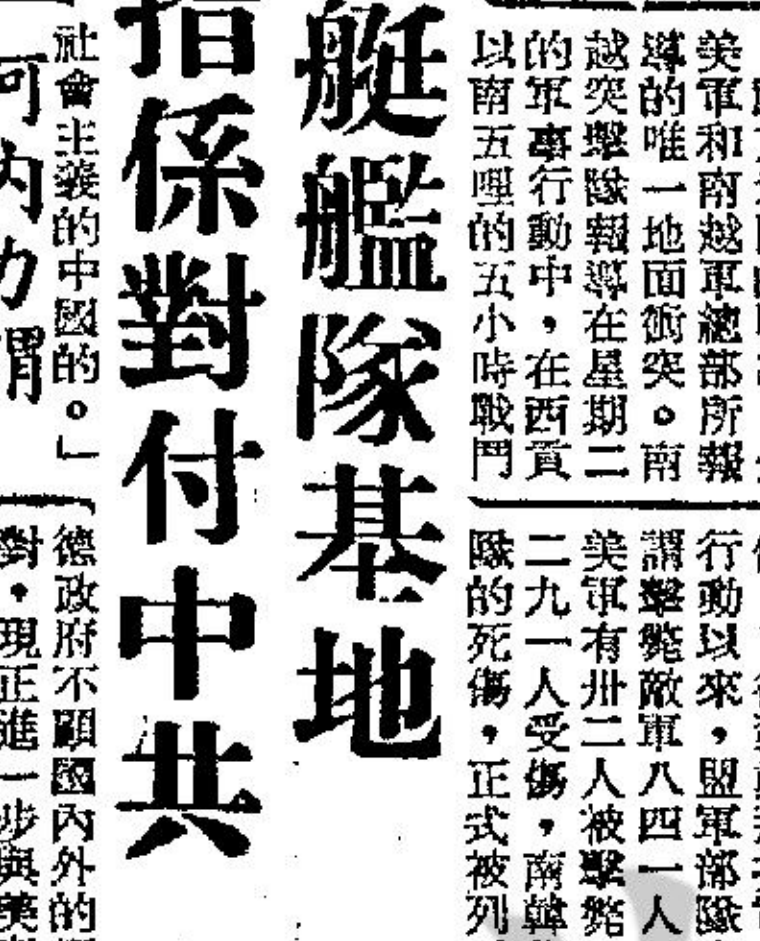 美軍和南越軍總部所報
導的唯一地面衝突。南
越突擊隊報導在星期二
的軍事行動中，在西貢
以南五哩的五小時戰鬥
行動以來，盟軍部隊
謂擊斃敵軍八四一人
美軍有卅二人被擊斃
二九一人受傷，南韓
隊的死傷，正式被列
艇艦隊基地
指係對付中共
社會主義的中國的。」
河內力謂
德政府不顧國內外的
對，現正進一步與美